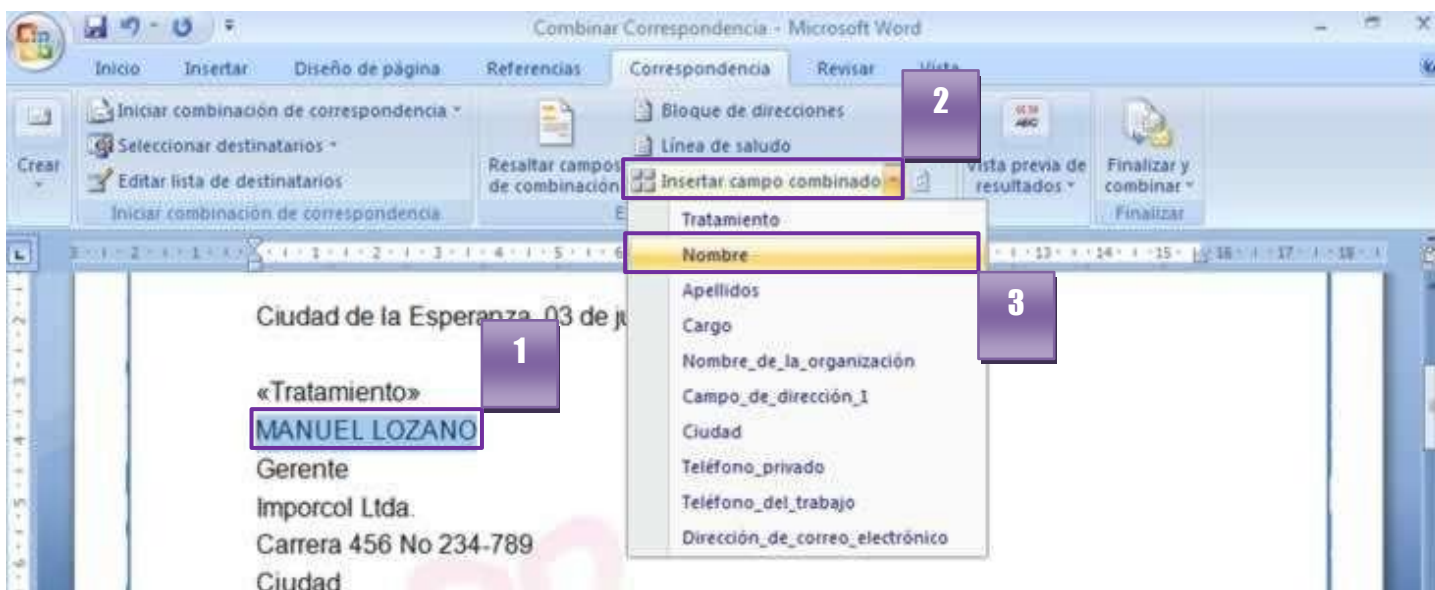 Combinar Correspondencia - Microsoft Word
Inicio Insertar Diseño de página Referencias Correspondencia Revisar Vista
Crear
Iniciar combinación de correspondencia
Seleccionar destinatarios
Editar lista de destinatarios
Iniciar combinación de correspondencia
Resaltar campos
de combinación
Bloque de direcciones
Línea de saludo
Insertar campo combinado
2
Vista previa de
resultados
Finalizar y
combinar
Finalizar
Tratamiento
Nombre
Apellidos
Cargo
Nombre_de_la_organización
Campo_de_dirección_1
Ciudad
Teléfono_privado
Teléfono_del_trabajo
Dirección_de_correo_electrónico
3
Ciudad de la Esperanza, 03 de ju
1
«Tratamiento»
MANUEL LOZANO
Gerente
Imporcol Ltda.
Carrera 456 No 234-789
Ciudad